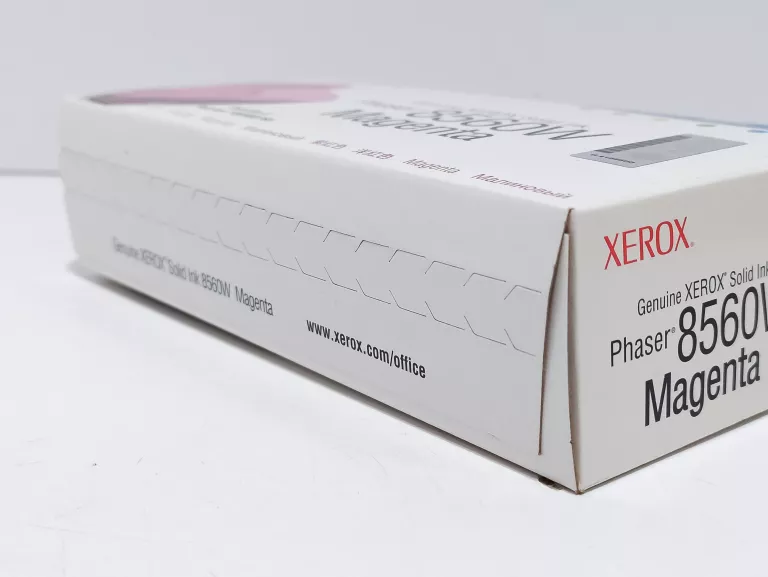 Phaser® 8560W
Magenta
Magenta Малиновый
Genuine XEROX® Solid Ink 8560W Magenta
www.xerox.com/office
XEROX®
Genuine XEROX® Solid Ink
Phaser® 8560W
Magenta